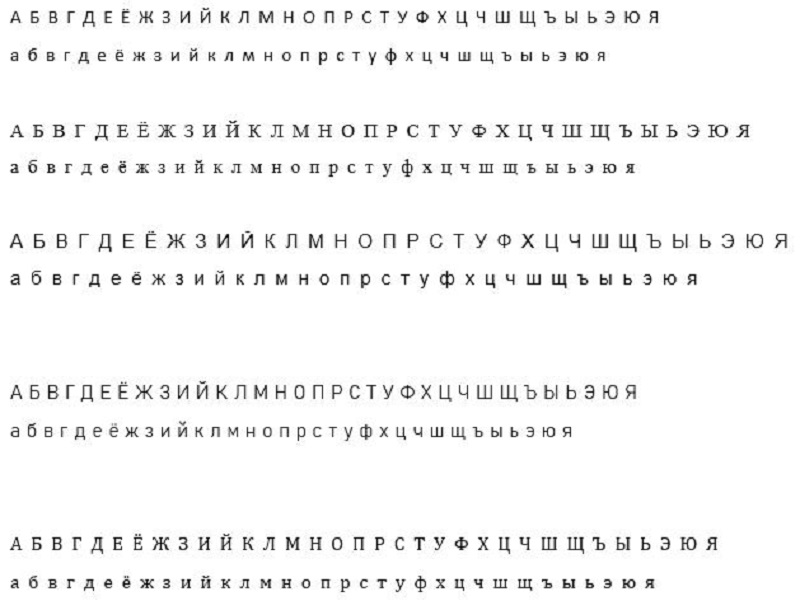 А Б В Г Д Е Ё Ж З И Й К Л М Н О П Р С Т У Ф Х Ц Ч Ш Щ Ъ Ы Ь Э Ю Я
а б в г д е ё ж з и й к л м н о п р с т у ф х ц ч ш щ ъ ы ь э ю я
А Б В Г Д Е Ё Ж З И Й К Л М Н О П Р С Т У Ф Х Ц Ч Ш Щ Ъ Ы Ь Э Ю Я
а б в г д е ё ж з и й к л м н о п р с т у ф х ц ч ш щ ъ ы ь э ю я
А Б В Г Д Е Ё Ж З И Й К Л М Н О П Р С Т У Ф Х Ц Ч Ш Щ Ъ Ы Ь Э Ю Я
а б в г д е ё ж з и й к л м н о п р с т у ф х ц ч ш щ ъ ы ь э ю я
А Б В Г Д Е Ё Ж З И Й К Л М Н О П Р С Т У Ф Х Ц Ч Ш Щ Ъ Ы Ь Э Ю Я
а б в г д е ё ж з и й к л м н о п р с т у ф х ц ч ш щ ъ ы ь э ю я
А Б В Г Д Е Ё Ж З И Й К Л М Н О П Р С Т У Ф Х Ц Ч Ш Щ Ъ Ы Ь Э Ю Я
а б в г д е ё ж з и й к л м н о п р с т у ф х ц ч ш щ ъ ы ь э ю я